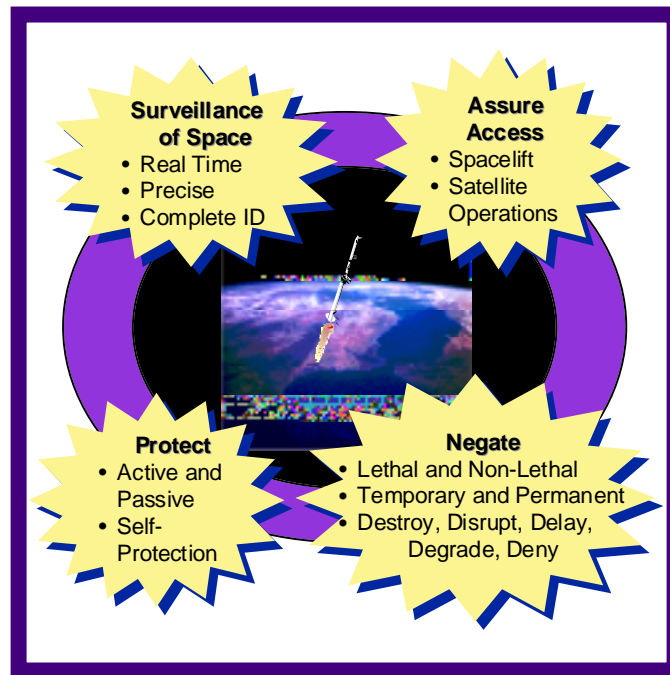 Surveillance
of Space
• Real Time
• Precise
• Complete ID
Assure
Access
• Spacelift
• Satellite
Operations
Protect
• Active and
Passive
• Self-
Protection
Negate
• Lethal and Non-Lethal
• Temporary and Permanent
• Destroy, Disrupt, Delay,
Degrade, Deny